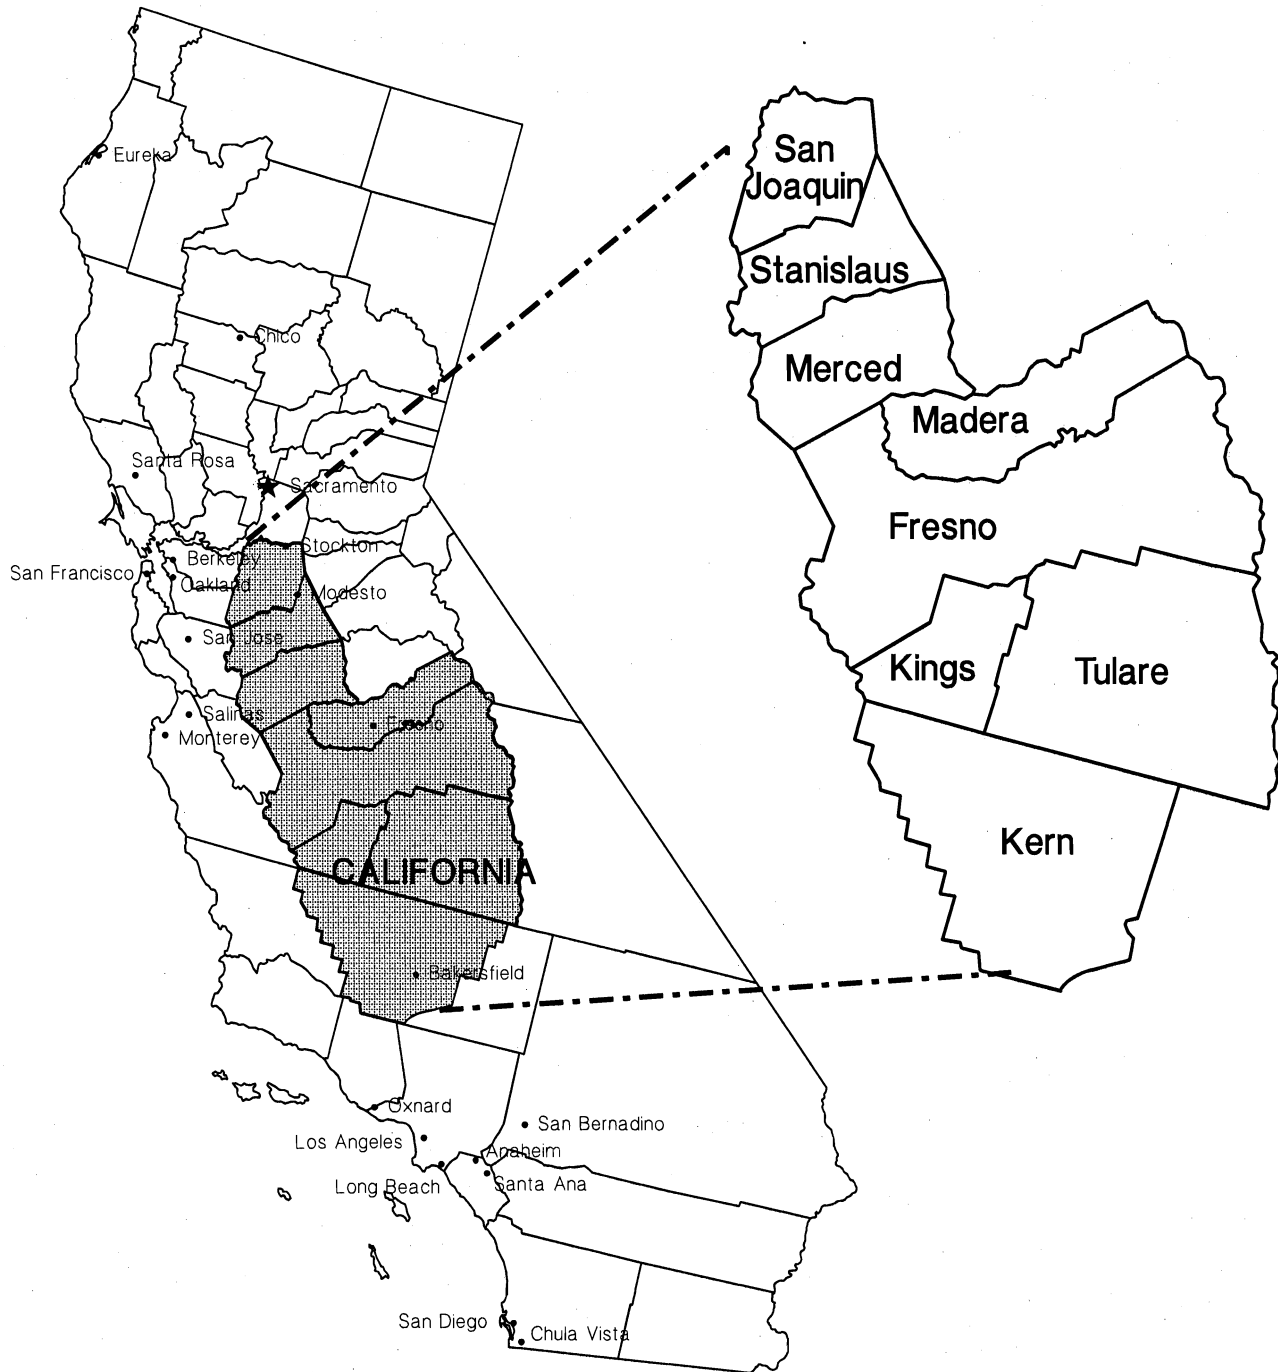 Eureka
Chico
Santa Rosa
Sacramento
Stockton
Berkeley
San Francisco
Oakland
Modesto
San Jose
Salinas
Monterey
Fresno
CALIFORNIA
Bakersfield
Oxnard
San Bernadino
Los Angeles
Anaheim
Long Beach
Santa Ana
San Diego
Chula Vista
San
Joaquin
Stanislaus
Merced
Madera
Fresno
Kings
Tulare
Kern